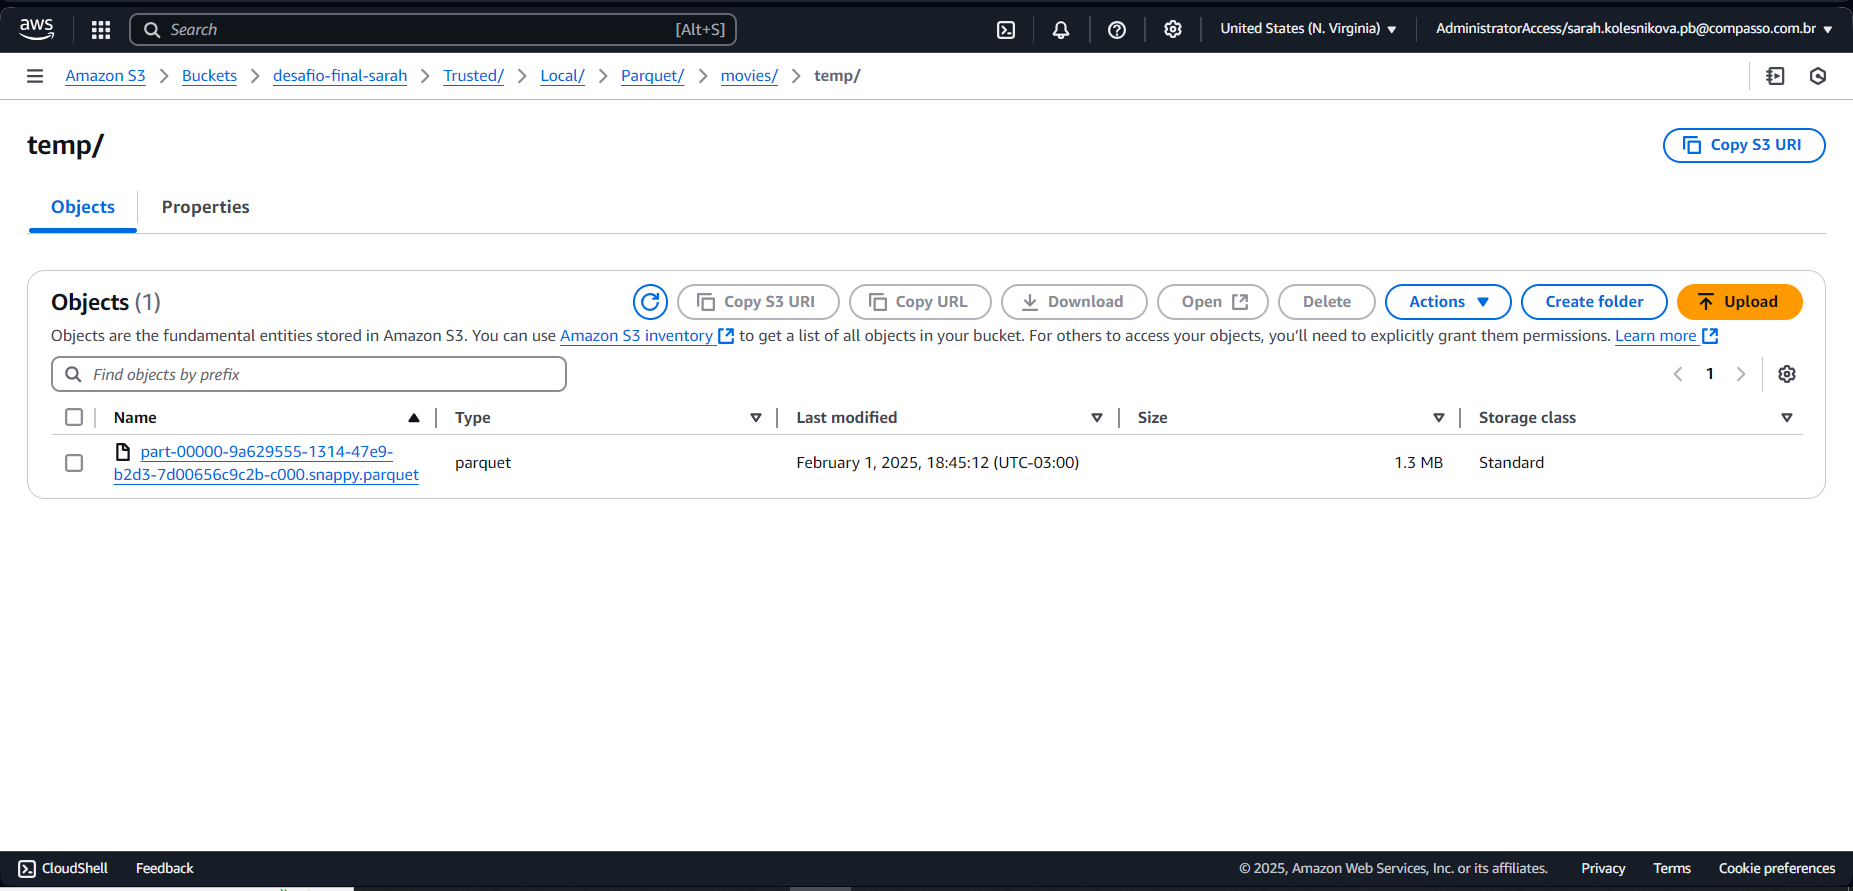 aws
Search [Alt+S]
United States (N. Virginia)
AdministratorAccess/sarah.kolesnikova.pb@compasso.com.br
Amazon S3 Buckets desafio-final-sarah Trusted/ Local/ Parquet/ movies/ temp/
temp/
Copy S3 URI
Objects
Properties
Objects (1)
Copy S3 URI
Copy URL
Download
Open
Delete
Actions
Create folder
Upload
Objects are the fundamental entities stored in Amazon S3. You can use Amazon S3 inventory to get a list of all objects in your bucket. For others to access your objects, you'll need to explicitly grant them permissions. Learn more
Find objects by prefix
1
Name Type Last modified Size Storage class
part-00000-9a629555-1314-47e9-
b2d3-7d00656c9c2b-c000.snappy.parquet
parquet February 1, 2025, 18:45:12 (UTC-03:00) 1.3 MB Standard
CloudShell Feedback © 2025, Amazon Web Services, Inc. or its affiliates. Privacy Terms Cookie preferences